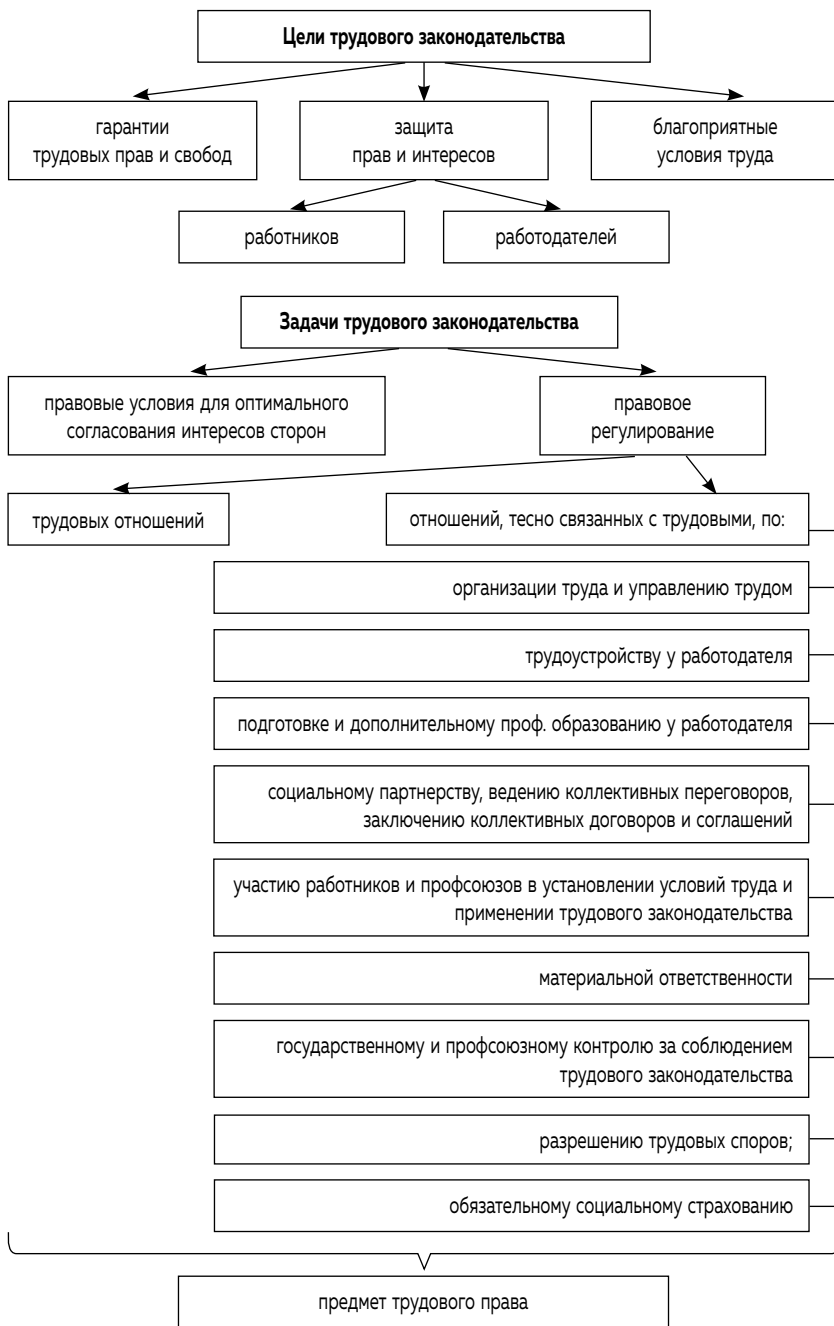 Цели трудового законодательства
гарантии
трудовых прав и свобод
защита
прав и интересов
благоприятные
условия труда
работников
работодателей
Задачи трудового законодательства
правовые условия для оптимального
согласования интересов сторон
правовое
регулирование
трудовых отношений
отношений, тесно связанных с трудовыми, по:
организации труда и управлению трудом
трудоустройству у работодателя
подготовке и дополнительному проф. образованию у работодателя
социальному партнерству, ведению коллективных переговоров,
заключению коллективных договоров и соглашений
участию работников и профсоюзов в установлении условий труда и
применении трудового законодательства
материальной ответственности
государственному и профсоюзному контролю за соблюдением
трудового законодательства
разрешению трудовых споров;
обязательному социальному страхованию
предмет трудового права